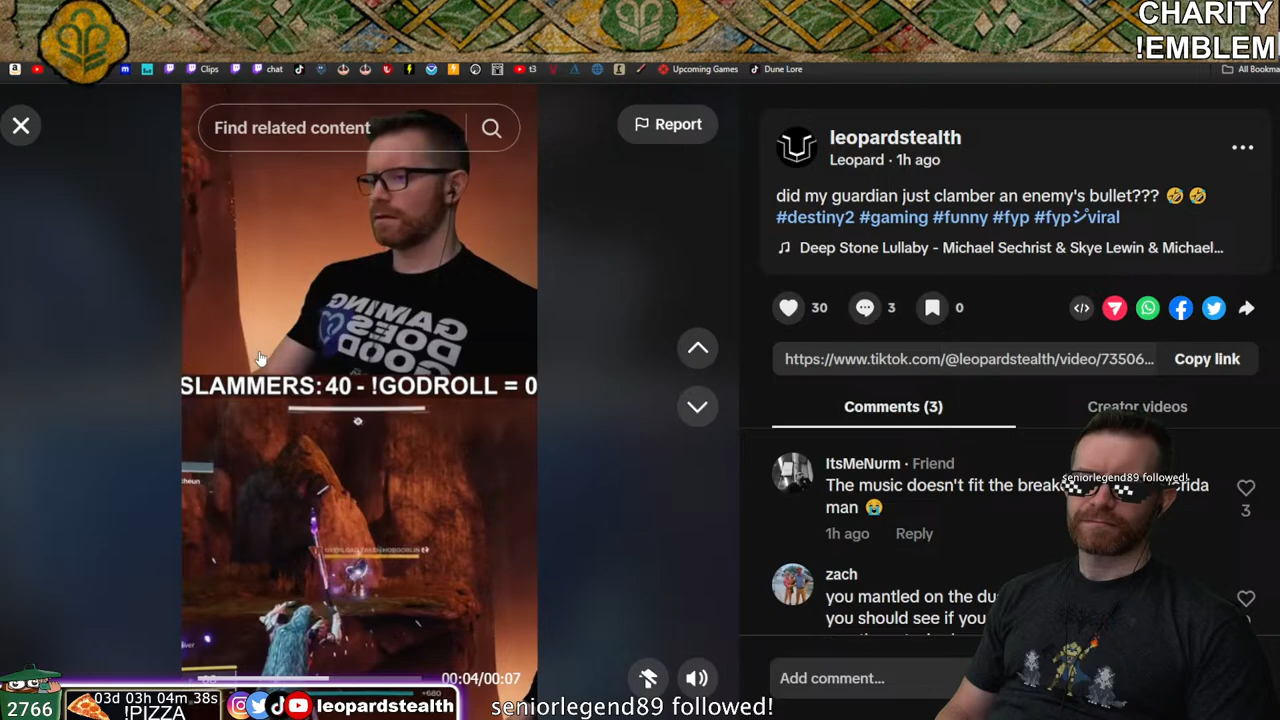 CHARITY
!EMBLEM
Clips
chat
t3
Upcoming Games
Dune Lore
All Bookma
Find related content
Report
leopardstealth
Leopard · 1h ago
did my guardian just clamber an enemy's bullet??? 🤣 🤣
#destiny2 #gaming #funny #fyp #fypシviral
Deep Stone Lullaby - Michael Sechrist & Skye Lewin & Michael...
30
3
0
https://www.tiktok.com/@leopardstealth/video/73506...
Copy link
Comments (3)
Creator videos
GAMING
DOES
GOOD
SLAMMERS: 40 - !GODROLL = 0
ItsMeNurm · Friend
The music doesn't fit the break
rida
man 😭
3
1h ago
Reply
seniorlegend89 followed!
zach
you mantled on the du
you should see if you
00:04/00:07
+680
Add comment...
2766
03d 03h 04m 38s
!PIZZA
leopardstealth
seniorlegend89 followed!